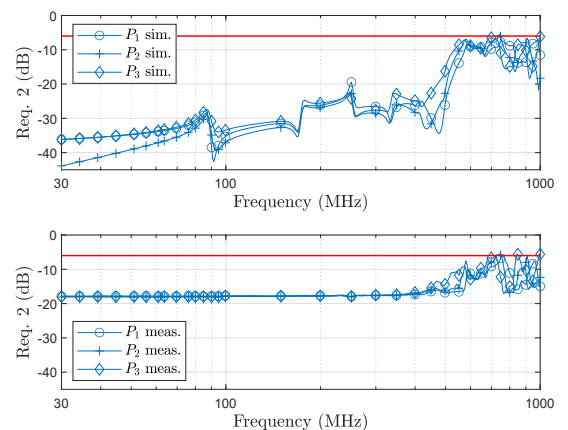 0
-10
-20
-30
-40
Req. 2 (dB)
P1 sim.
P2 sim.
P3 sim.
30
100
1000
Frequency (MHz)
0
-10
-20
-30
-40
Req. 2 (dB)
P1 meas.
P2 meas.
P3 meas.
30
100
1000
Frequency (MHz)